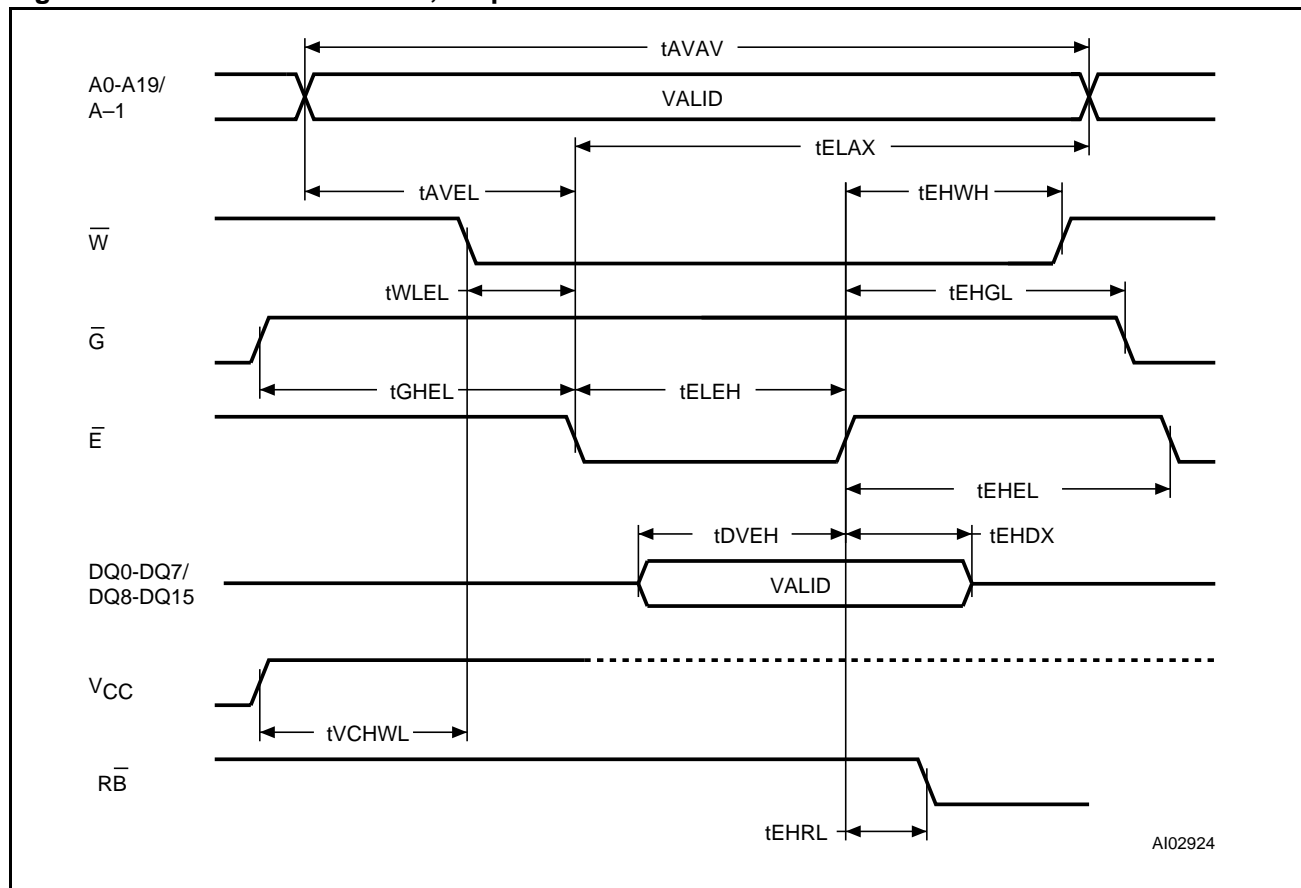 tAVAV
A0-A19/
A–1
VALID
tELAX
tAVEL
tEHWH
W̅
tWLEL
tEHGL
G̅
tGHEL
tELEH
E̅
tEHEL
tDVEH
tEHDX
DQ0-DQ7/
DQ8-DQ15
VALID
VCC
tVCHWL
RB̅
tEHRL
AI02924